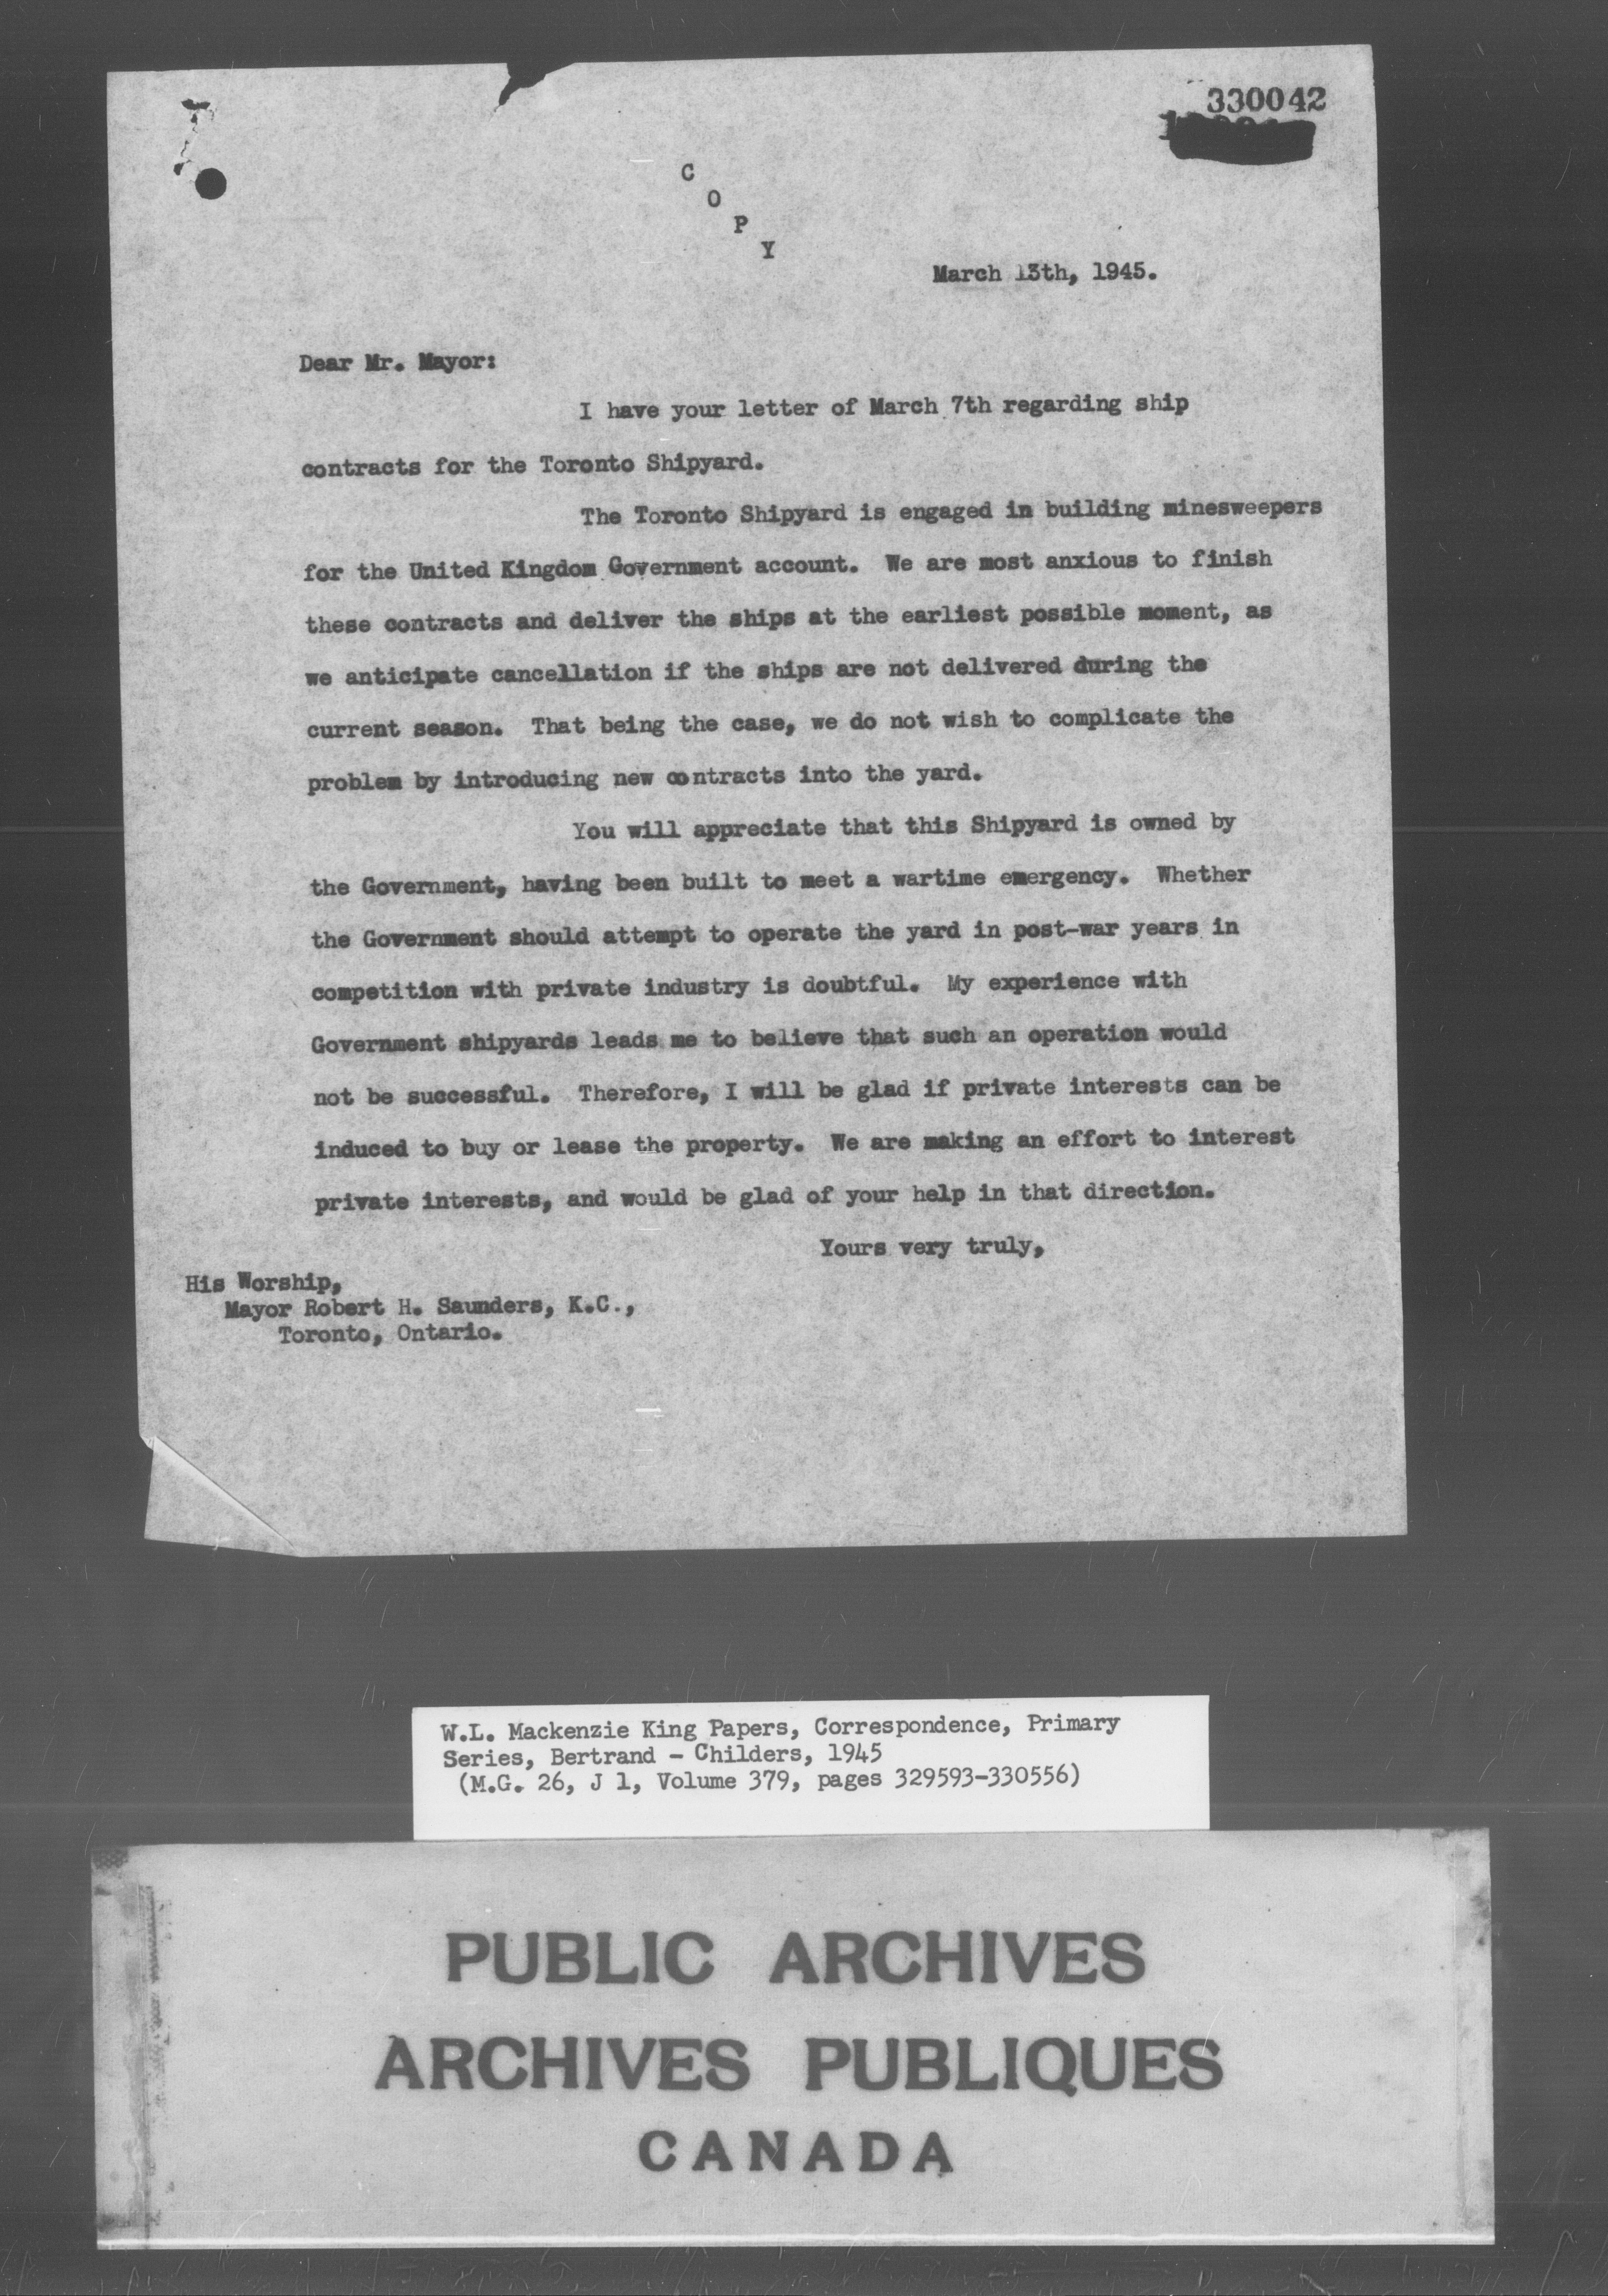 330042
C
O
P
Y
March 13th, 1945.
Dear Mr. Mayor:
I have your letter of March 7th regarding ship
contracts for the Toronto Shipyard.
The Toronto Shipyard is engaged in building minesweepers
for the United Kingdom Government account. We are most anxious to finish
these contracts and deliver the ships at the earliest possible moment, as
we anticipate cancellation if the ships are not delivered during the
current season. That being the case, we do not wish to complicate the
problem by introducing new contracts into the yard.
You will appreciate that this Shipyard is owned by
the Government, having been built to meet a wartime emergency. Whether
the Government should attempt to operate the yard in post-war years in
competition with private industry is doubtful. My experience with
Government shipyards leads me to believe that such an operation would
not be successful. Therefore, I will be glad if private interests can be
induced to buy or lease the property. We are making an effort to interest
private interests, and would be glad of your help in that direction.
Yours very truly,
His Worship,
Mayor Robert H. Saunders, K.C.,
Toronto, Ontario.
W.L. Mackenzie King Papers, Correspondence, Primary
Series, Bertrand - Childers, 1945
(M.G. 26, J 1, Volume 379, pages 329593-330556)
PUBLIC ARCHIVES
ARCHIVES PUBLIQUES
CANADA